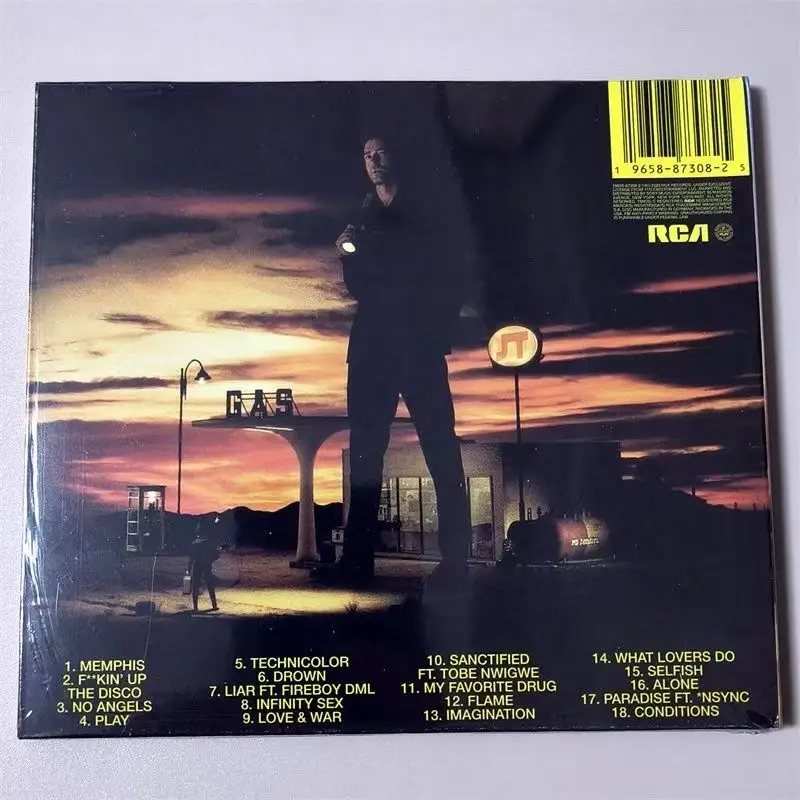 1 9658-87308-2 5
RCA
GAS
JT
1. MEMPHIS
2. F**KIN' UP
THE DISCO
3. NO ANGELS
4. PLAY
5. TECHNICOLOR
6. DROWN
7. LIAR FT. FIREBOY DML
8. INFINITY SEX
9. LOVE & WAR
10. SANCTIFIED
FT. TOBE NWIGWE
11. MY FAVORITE DRUG
12. FLAME
13. IMAGINATION
14. WHAT LOVERS DO
15. SELFISH
16. ALONE
17. PARADISE FT. *NSYNC
18. CONDITIONS